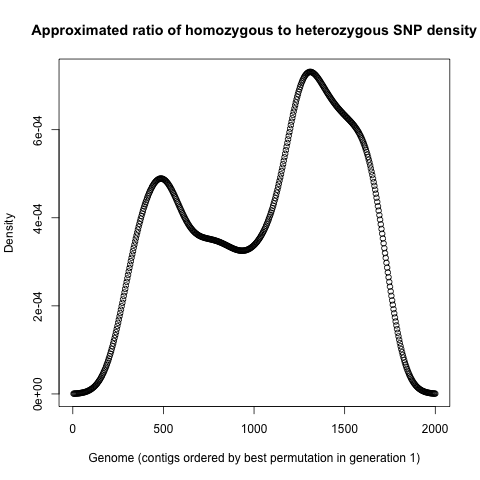 Approximated ratio of homozygous to heterozygous SNP density
6e-04
4e-04
2e-04
0e+00
Density
0 500 1000 1500 2000
Genome (contigs ordered by best permutation in generation 1)